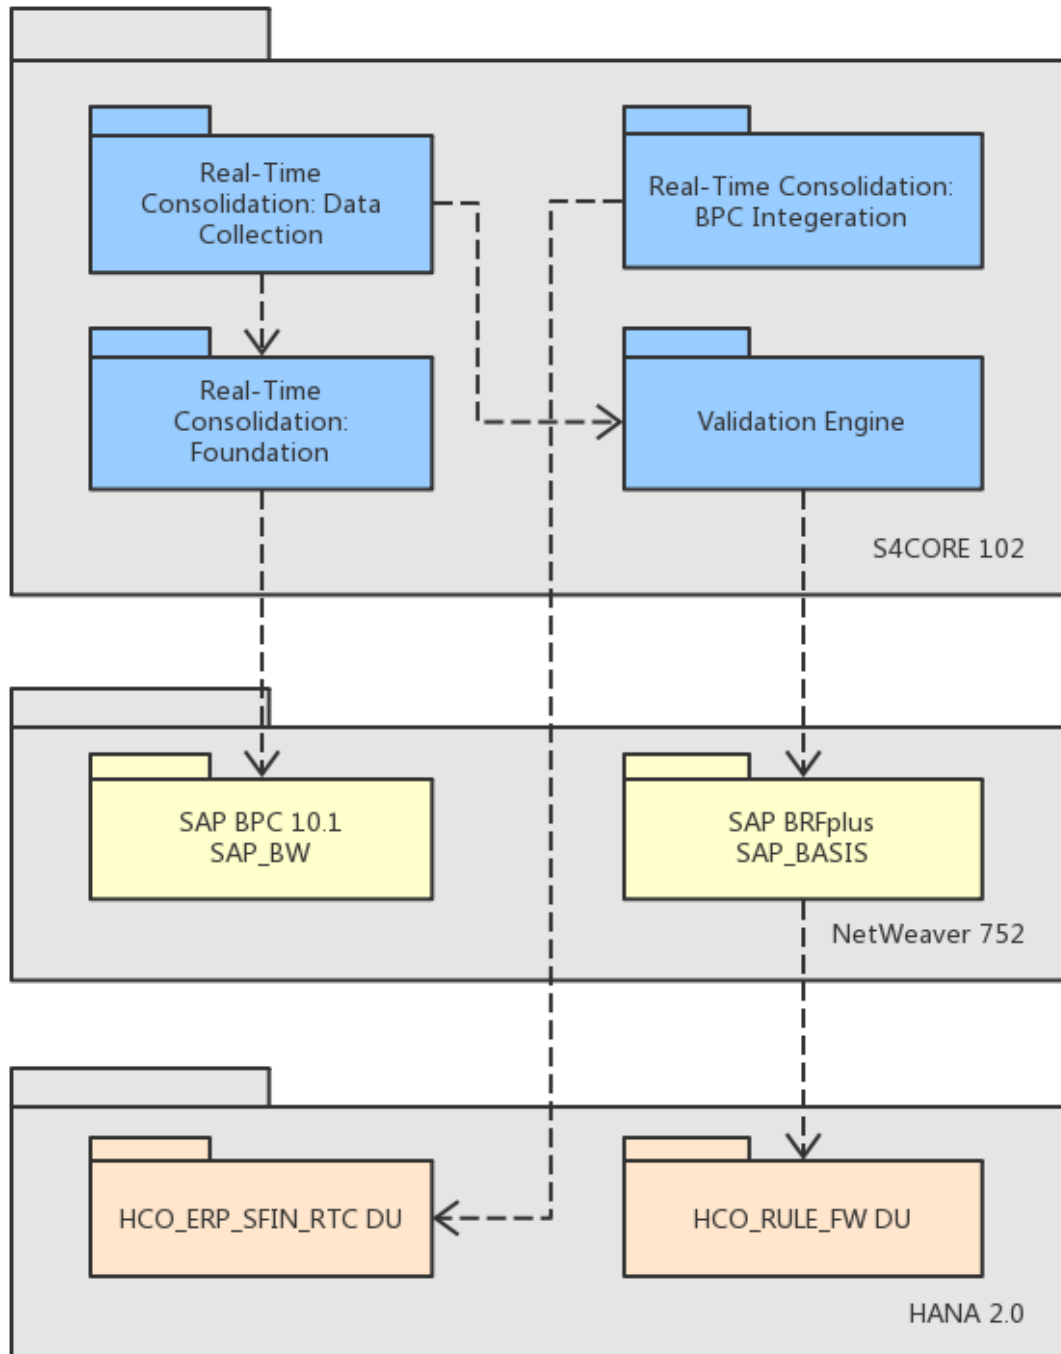 Real-Time
Consolidation: Data
Collection
Real-Time Consolidation:
BPC Integeration
Real-Time
Consolidation:
Foundation
Validation Engine
S4CORE 102
SAP BPC 10.1
SAP_BW
SAP BRFplus
SAP_BASIS
NetWeaver 752
HCO_ERP_SFIN_RTC DU
HCO_RULE_FW DU
HANA 2.0